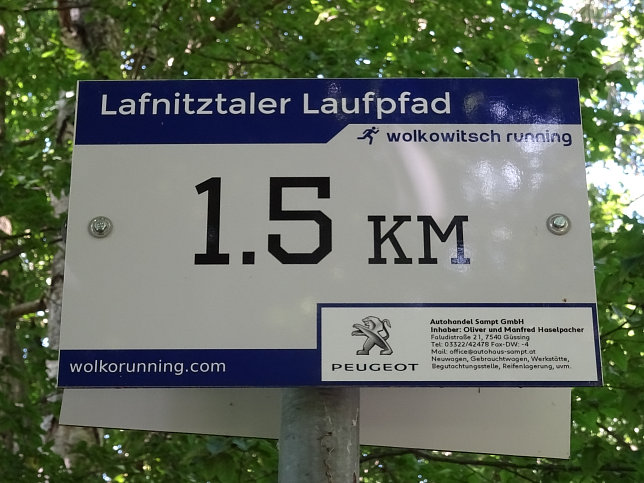 Lafnitztaler Laufpfad
wolkowitsch running
1.5 KM
wolkorunning.com
PEUGEOT
Autohandel Sampt GmbH
Inhaber: Oliver und Manfred Haselpacher
Faludistraße 21, 7540 Güssing
Tel: 03322/42478 Fax-DW: -4
Mail: office@autohaus-sampt.at
Neuwagen, Gebrauchtwagen, Werkstätte,
Begutachtungsstelle, Reifenlagerung, uvm.